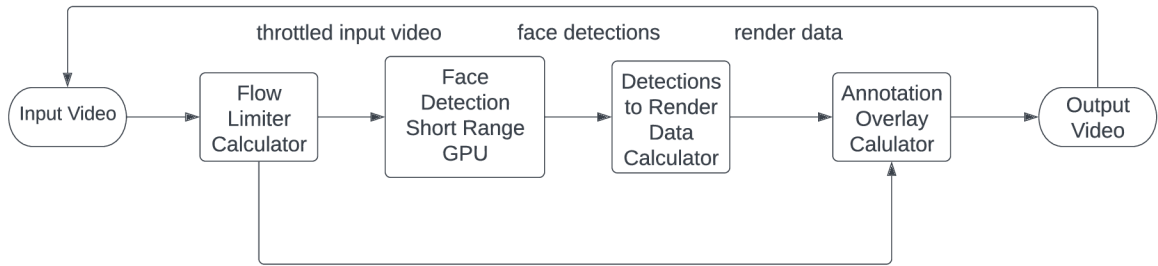 throttled input video
face detections
render data
Input Video
Flow
Limiter
Calculator
Face
Detection
Short Range
GPU
Detections
to Render
Data
Calculator
Annotation
Overlay
Calulator
Output
Video